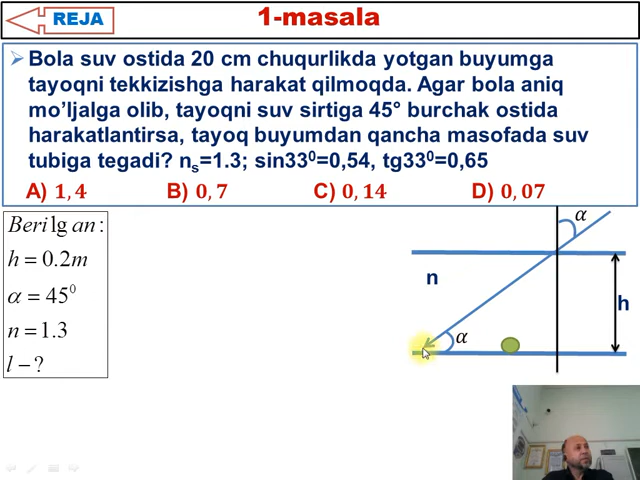 REJA
1-masala
Bola suv ostida 20 cm chuqurlikda yotgan buyumga
tayoqni tekkizishga harakat qilmoqda. Agar bola aniq
mo’ljalga olib, tayoqni suv sirtiga 45° burchak ostida
harakatlantirsa, tayoq buyumdan qancha masofada suv
tubiga tegadi? nₛ=1.3; sin33⁰=0,54, tg33⁰=0,65
A) 1,4 B) 0,7 C) 0,14 D) 0,07
Berilgan:
h = 0.2m
α = 45⁰
n = 1.3
l − ?
α
n
h
α